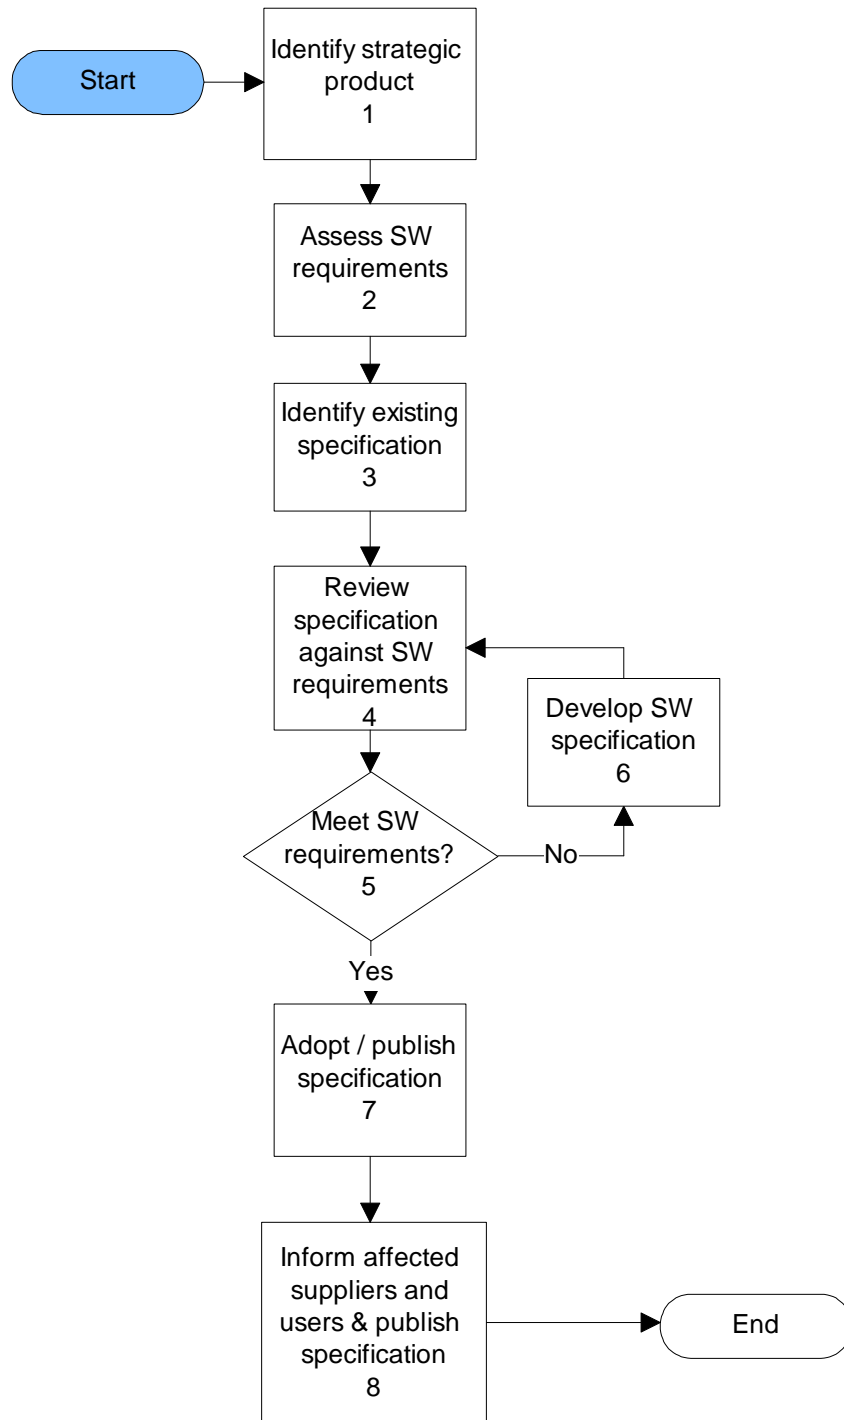 Start
Identify strategic
product
1
Assess SW
requirements
2
Identify existing
specification
3
Review
specification
against SW
requirements
4
Develop SW
specification
6
Meet SW
requirements?
5
No
Yes
Adopt / publish
specification
7
Inform affected
suppliers and
users & publish
specification
8
End